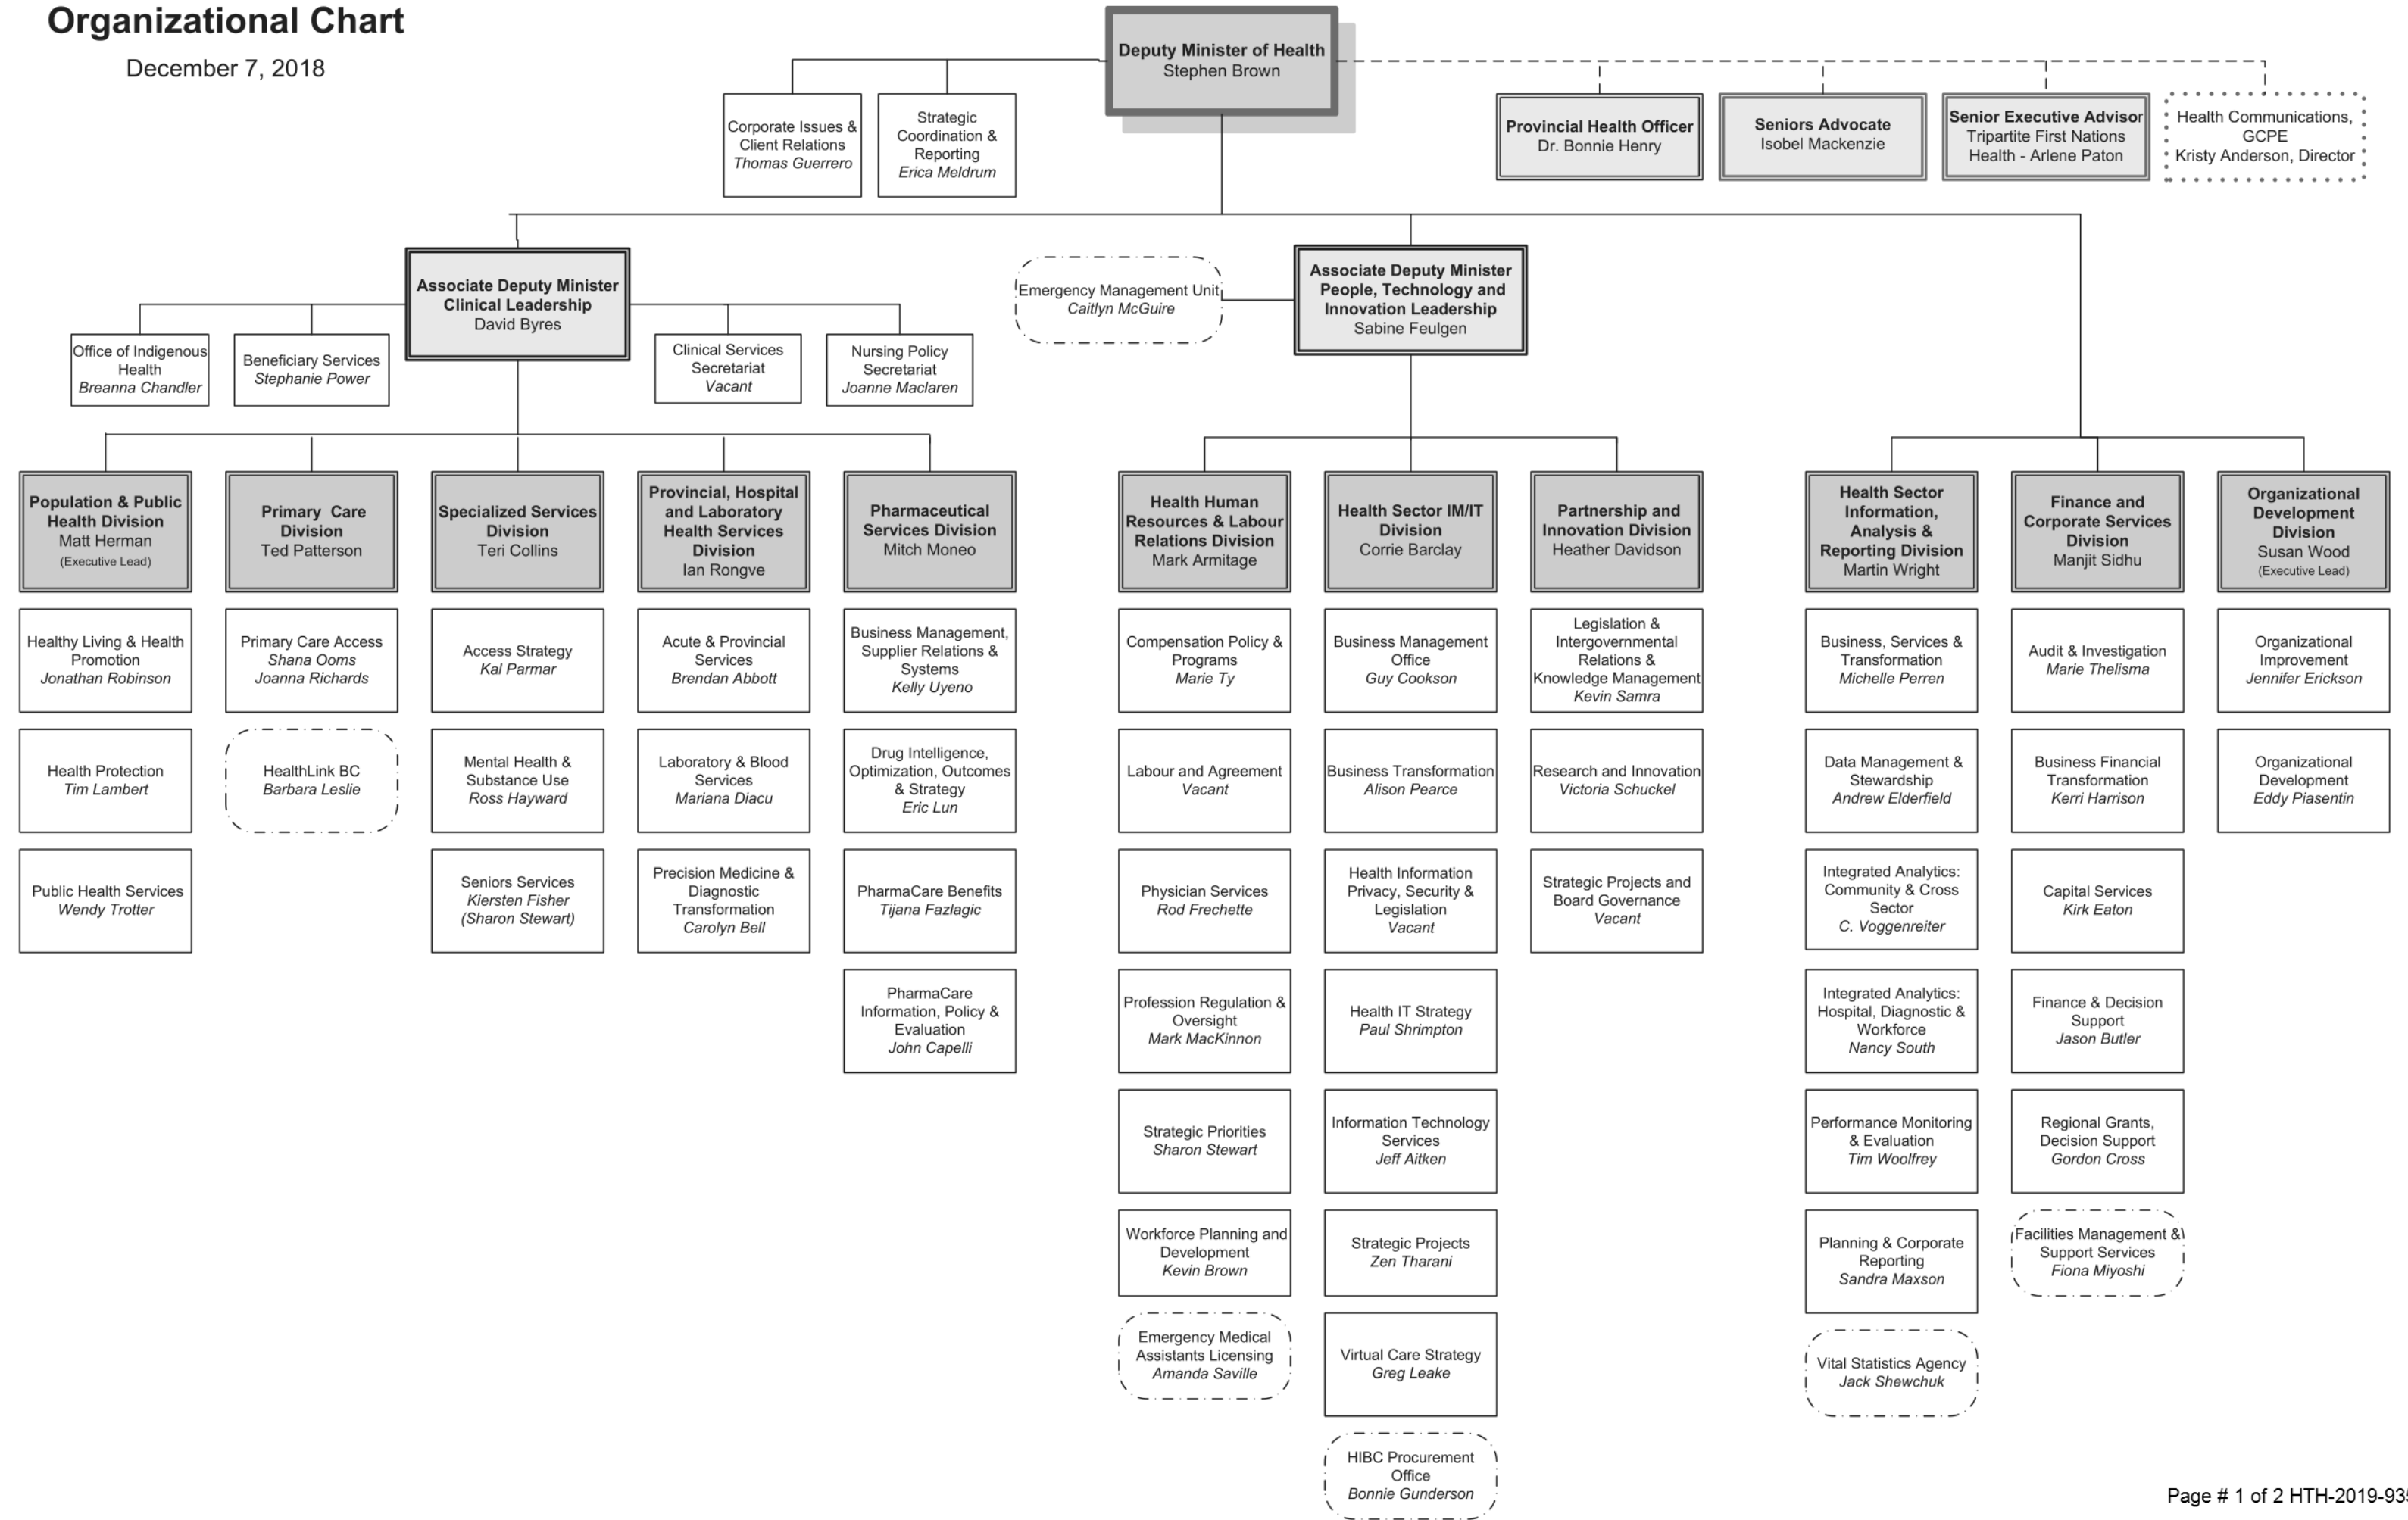 Organizational Chart
December 7, 2018
Deputy Minister of Health
Stephen Brown
Corporate Issues &
Client Relations
Thomas Guerrero
Strategic
Coordination &
Reporting
Erica Meldrum
Provincial Health Officer
Dr. Bonnie Henry
Seniors Advocate
Isobel Mackenzie
Senior Executive Advisor
Tripartite First Nations
Health - Arlene Paton
Health Communications,
GCPE
Kristy Anderson, Director
Associate Deputy Minister
Clinical Leadership
David Byres
Emergency Management Unit
Caitlyn McGuire
Associate Deputy Minister
People, Technology and
Innovation Leadership
Sabine Feulgen
Office of Indigenous
Health
Breanna Chandler
Beneficiary Services
Stephanie Power
Clinical Services
Secretariat
Vacant
Nursing Policy
Secretariat
Joanne Maclaren
Population & Public
Health Division
Matt Herman
(Executive Lead)
Primary Care
Division
Ted Patterson
Specialized Services
Division
Teri Collins
Provincial, Hospital
and Laboratory
Health Services
Division
Ian Rongve
Pharmaceutical
Services Division
Mitch Moneo
Health Human
Resources & Labour
Relations Division
Mark Armitage
Health Sector IM/IT
Division
Corrie Barclay
Partnership and
Innovation Division
Heather Davidson
Health Sector
Information,
Analysis &
Reporting Division
Martin Wright
Finance and
Corporate Services
Division
Manjit Sidhu
Organizational
Development
Division
Susan Wood
(Executive Lead)
Healthy Living & Health
Promotion
Jonathan Robinson
Primary Care Access
Shana Ooms
Joanna Richards
Access Strategy
Kal Parmar
Acute & Provincial
Services
Brendan Abbott
Business Management,
Supplier Relations &
Systems
Kelly Uyeno
Compensation Policy &
Programs
Marie Ty
Business Management
Office
Guy Cookson
Legislation &
Intergovernmental
Relations &
Knowledge Management
Kevin Samra
Business, Services &
Transformation
Michelle Perren
Audit & Investigation
Marie Thelisma
Organizational
Improvement
Jennifer Erickson
Health Protection
Tim Lambert
HealthLink BC
Barbara Leslie
Mental Health &
Substance Use
Ross Hayward
Laboratory & Blood
Services
Mariana Diacu
Drug Intelligence,
Optimization, Outcomes
& Strategy
Eric Lun
Labour and Agreement
Vacant
Business Transformation
Alison Pearce
Research and Innovation
Victoria Schuckel
Data Management &
Stewardship
Andrew Elderfield
Business Financial
Transformation
Kerri Harrison
Organizational
Development
Eddy Piasentin
Public Health Services
Wendy Trotter
Seniors Services
Kiersten Fisher
(Sharon Stewart)
Precision Medicine &
Diagnostic
Transformation
Carolyn Bell
PharmaCare Benefits
Tijana Fazlagic
Physician Services
Rod Frechette
Health Information
Privacy, Security &
Legislation
Vacant
Strategic Projects and
Board Governance
Vacant
Integrated Analytics:
Community & Cross
Sector
C. Voggenreiter
Capital Services
Kirk Eaton
PharmaCare
Information, Policy &
Evaluation
John Capelli
Profession Regulation &
Oversight
Mark MacKinnon
Health IT Strategy
Paul Shrimpton
Integrated Analytics:
Hospital, Diagnostic &
Workforce
Nancy South
Finance & Decision
Support
Jason Butler
Strategic Priorities
Sharon Stewart
Information Technology
Services
Jeff Aitken
Performance Monitoring
& Evaluation
Tim Woolfrey
Regional Grants,
Decision Support
Gordon Cross
Workforce Planning and
Development
Kevin Brown
Strategic Projects
Zen Tharani
Planning & Corporate
Reporting
Sandra Maxson
Facilities Management &
Support Services
Fiona Miyoshi
Emergency Medical
Assistants Licensing
Amanda Saville
Virtual Care Strategy
Greg Leake
Vital Statistics Agency
Jack Shewchuk
HIBC Procurement
Office
Bonnie Gunderson
Page # 1 of 2 HTH-2019-935